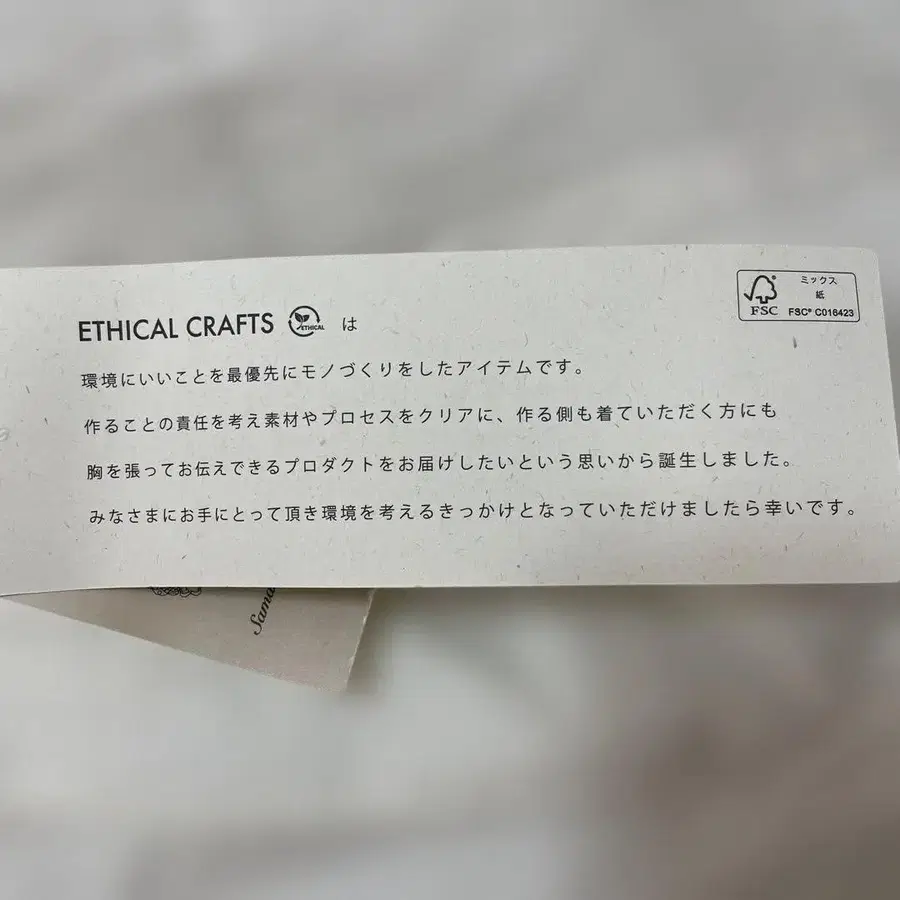 ミックス
紙
FSC
FSC® C016423
ETHICAL CRAFTS ETHICAL は
環境にいいことを最優先にモノづくりをしたアイテムです。
作ることの責任を考え素材やプロセスをクリアに、作る側も着ていただく方にも
胸を張ってお伝えできるプロダクトをお届けしたいという思いから誕生しました。
みなさまにお手にとって頂き環境を考えるきっかけとなっていただけましたら幸いです。